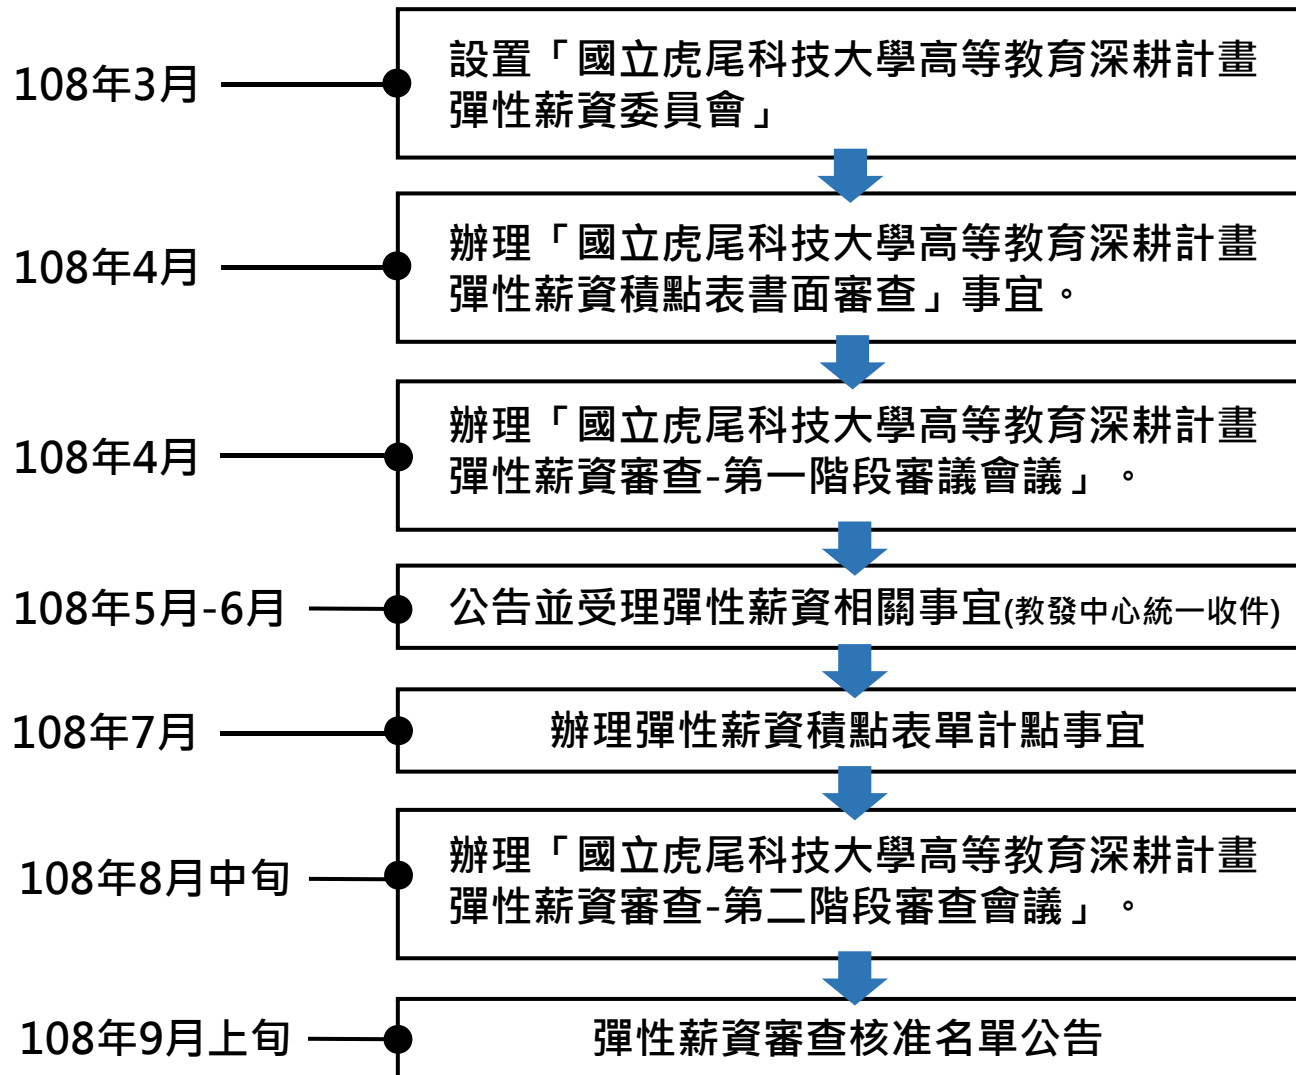 108年3月
設置「國立虎尾科技大學高等教育深耕計畫
彈性薪資委員會」
108年4月
辦理「國立虎尾科技大學高等教育深耕計畫
彈性薪資積點表書面審查」事宜。
108年4月
辦理「國立虎尾科技大學高等教育深耕計畫
彈性薪資審查-第一階段審議會議」。
108年5月-6月
公告並受理彈性薪資相關事宜(教發中心統一收件)
108年7月
辦理彈性薪資積點表單計點事宜
108年8月中旬
辦理「國立虎尾科技大學高等教育深耕計畫
彈性薪資審查-第二階段審查會議」。
108年9月上旬
彈性薪資審查核准名單公告